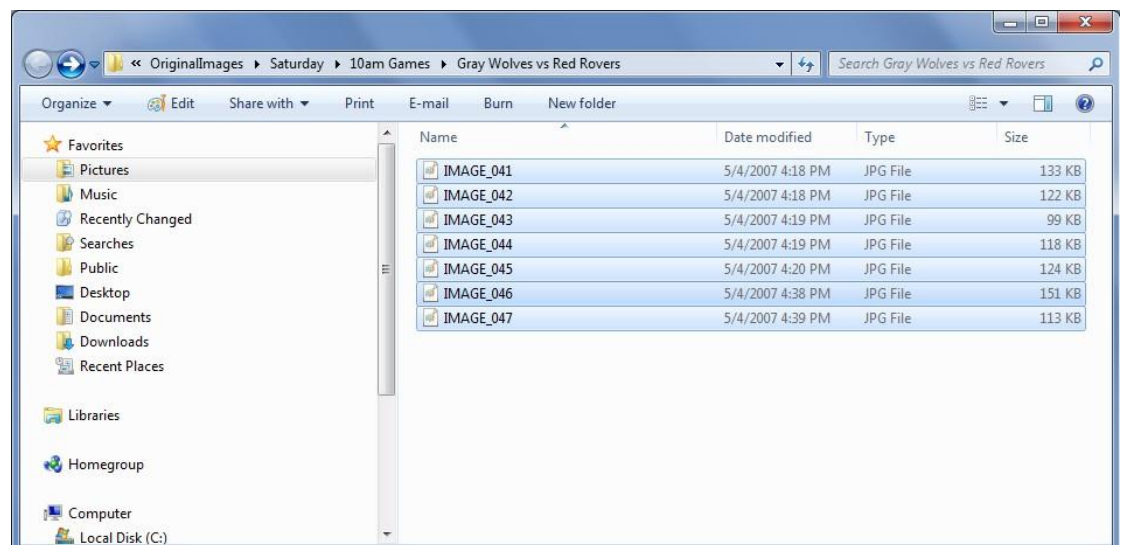 « OriginalImages ▸ Saturday ▸ 10am Games ▸ Gray Wolves vs Red Rovers
Search Gray Wolves vs Red Rovers
Organize Edit Share with Print E-mail Burn New folder
Name Date modified Type Size
Favorites
Pictures
Music
Recently Changed
Searches
Public
Desktop
Documents
Downloads
Recent Places
Libraries
Homegroup
Computer
Local Disk (C:)
IMAGE_041 5/4/2007 4:18 PM JPG File 133 KB
IMAGE_042 5/4/2007 4:18 PM JPG File 122 KB
IMAGE_043 5/4/2007 4:19 PM JPG File 99 KB
IMAGE_044 5/4/2007 4:19 PM JPG File 118 KB
IMAGE_045 5/4/2007 4:20 PM JPG File 124 KB
IMAGE_046 5/4/2007 4:38 PM JPG File 151 KB
IMAGE_047 5/4/2007 4:39 PM JPG File 113 KB